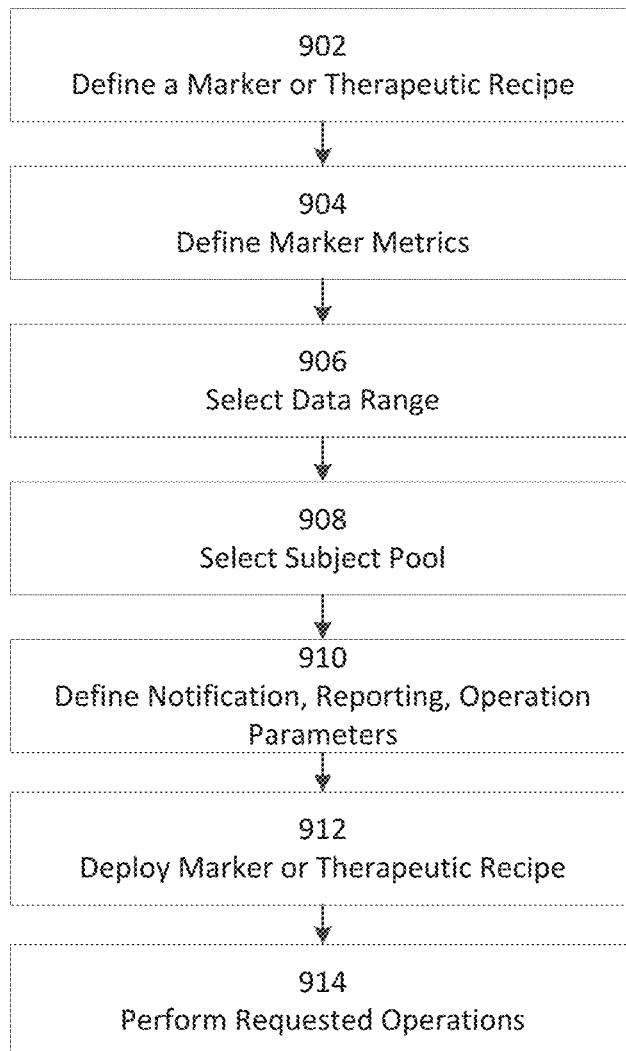 902
Define a Marker or Therapeutic Recipe
904
Define Marker Metrics
906
Select Data Range
908
Select Subject Pool
910
Define Notification, Reporting, Operation
Parameters
912
Deploy Marker or Therapeutic Recipe
914
Perform Requested Operations